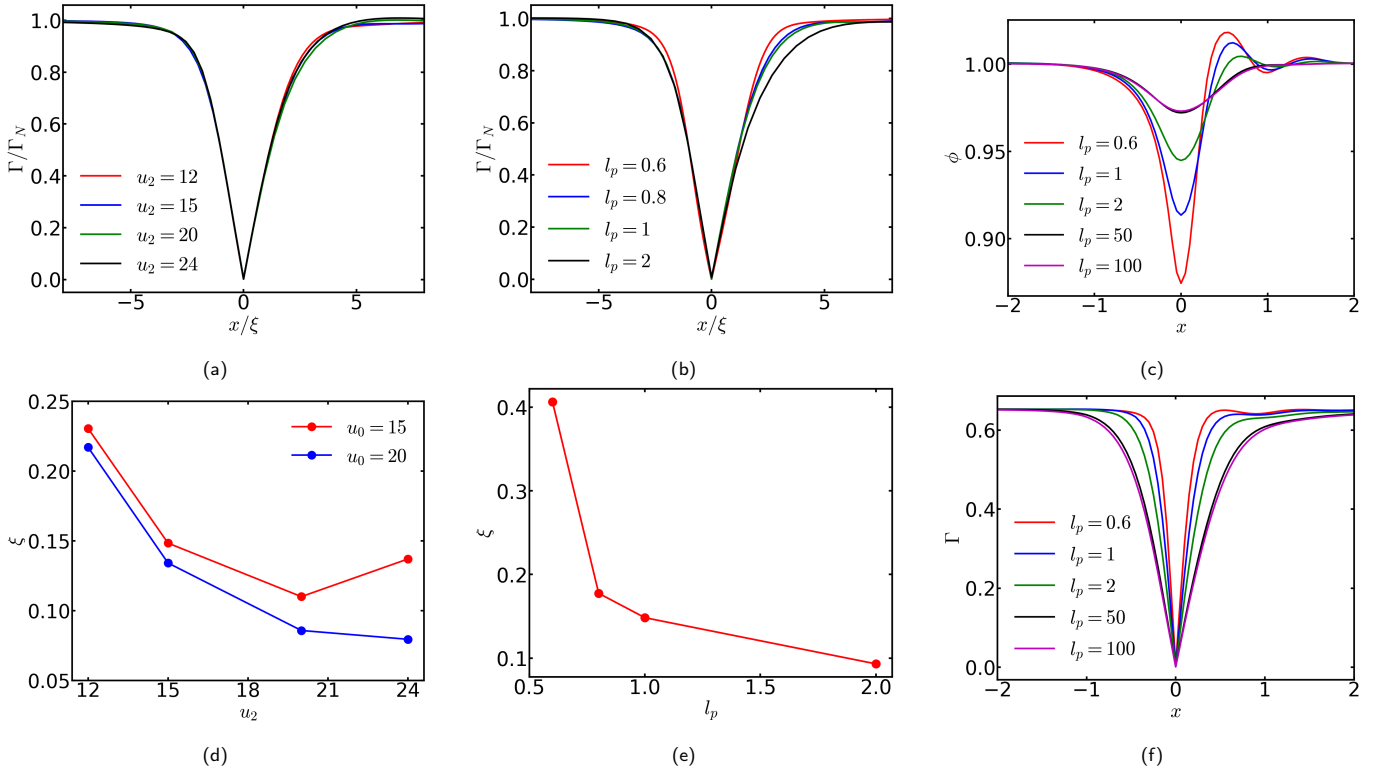 1.0
0.8
0.6
0.4
0.2
0.0
Γ/Γ_N
u_2 = 12
u_2 = 15
u_2 = 20
u_2 = 24
−5 0 5
x/ξ
(a)
1.0
0.8
0.6
0.4
0.2
0.0
Γ/Γ_N
l_p = 0.6
l_p = 0.8
l_p = 1
l_p = 2
−5 0 5
x/ξ
(b)
1.00
0.95
0.90
ϕ
l_p = 0.6
l_p = 1
l_p = 2
l_p = 50
l_p = 100
−2 −1 0 1 2
x
(c)
0.25
0.20
0.15
0.10
0.05
ξ
u_0 = 15
u_0 = 20
12 15 18 21 24
u_2
(d)
0.4
0.3
0.2
0.1
ξ
0.5 1.0 1.5 2.0
l_p
(e)
0.6
0.4
0.2
0.0
Γ
l_p = 0.6
l_p = 1
l_p = 2
l_p = 50
l_p = 100
−2 −1 0 1 2
x
(f)